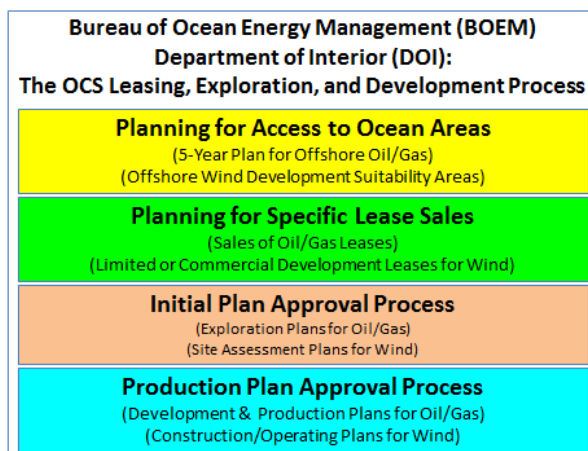 Bureau of Ocean Energy Management (BOEM)
Department of Interior (DOI):
The OCS Leasing, Exploration, and Development Process
Planning for Access to Ocean Areas
(5-Year Plan for Offshore Oil/Gas)
(Offshore Wind Development Suitability Areas)
Planning for Specific Lease Sales
(Sales of Oil/Gas Leases)
(Limited or Commercial Development Leases for Wind)
Initial Plan Approval Process
(Exploration Plans for Oil/Gas)
(Site Assessment Plans for Wind)
Production Plan Approval Process
(Development & Production Plans for Oil/Gas)
(Construction/Operating Plans for Wind)